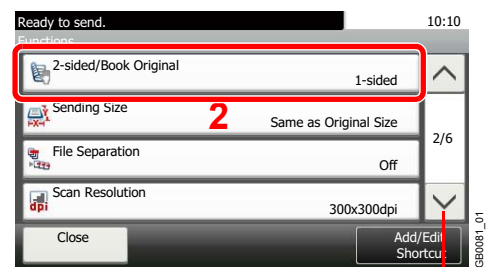 Ready to send.
10:10
Functions
2-sided/Book Original
1-sided
Sending Size
2
Same as Original Size
2/6
File Separation
Off
dpi
Scan Resolution
300x300dpi
Close
Add/Edit
Shortcut
GB0081_01